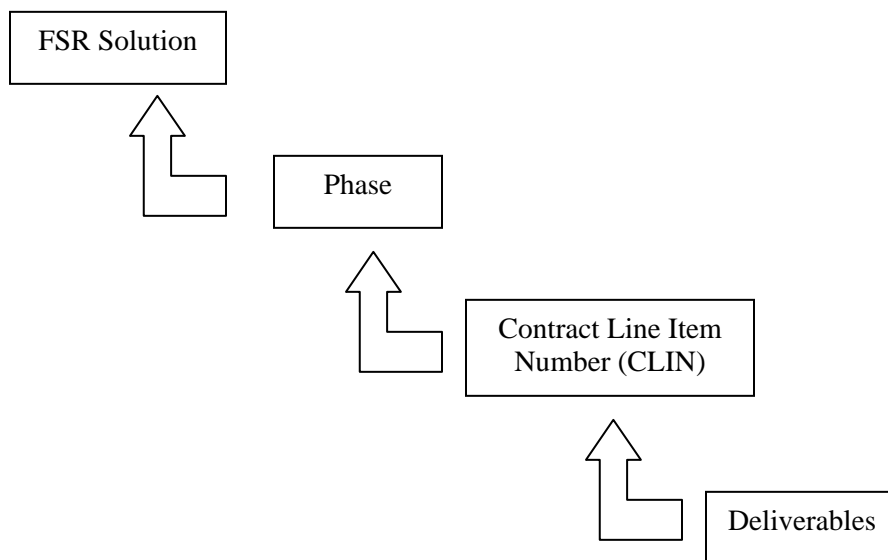 FSR Solution
Phase
Contract Line Item
Number (CLIN)
Deliverables